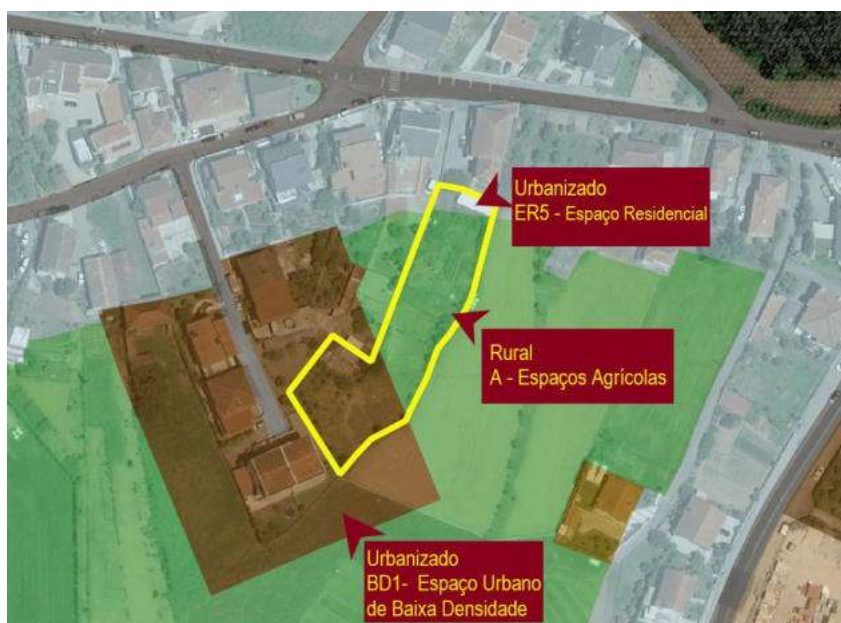 Urbanizado
ER5 - Espaço Residencial
Rural
A - Espaços Agrícolas
Urbanizado
BD1- Espaço Urbano
de Baixa Densidade